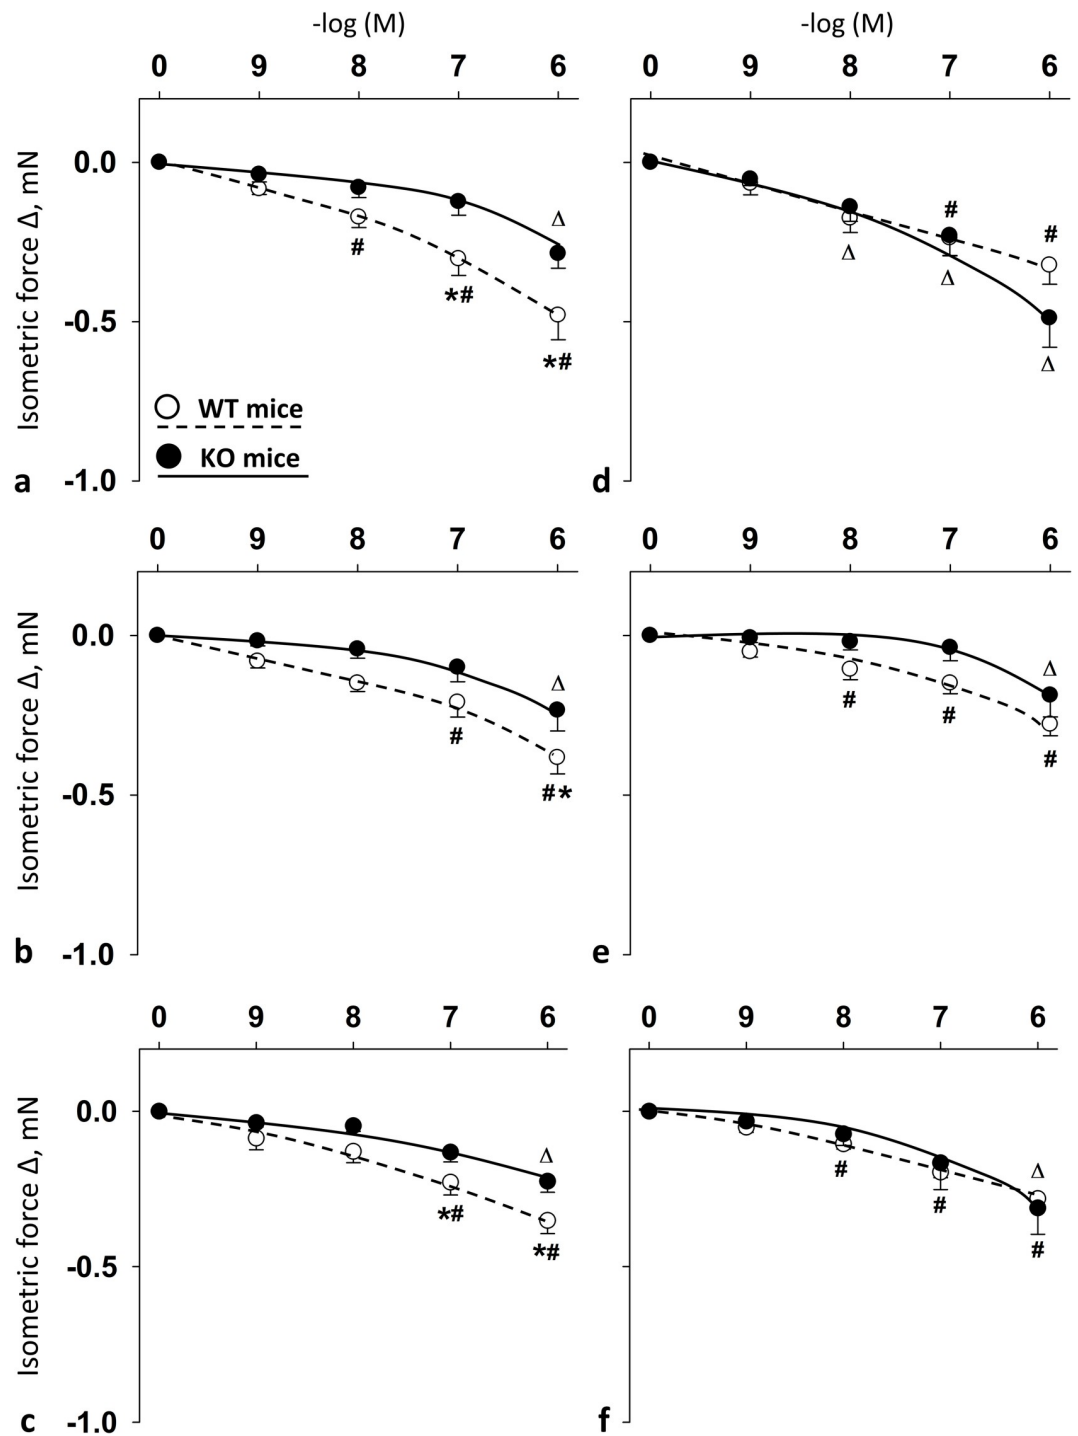 -log (M)
0 9 8 7 6
Isometric force Δ, mN
0.0
-0.5
-1.0
Δ
#
*#
*#
WT mice
KO mice
a
-log (M)
0 9 8 7 6
#
#
Δ
Δ
Δ
d
0 9 8 7 6
Isometric force Δ, mN
0.0
-0.5
-1.0
Δ
#
#*
b
0 9 8 7 6
Δ
#
#
#
e
0 9 8 7 6
Isometric force Δ, mN
0.0
-0.5
-1.0
Δ
*#
*#
c
0 9 8 7 6
Δ
#
#
#
f